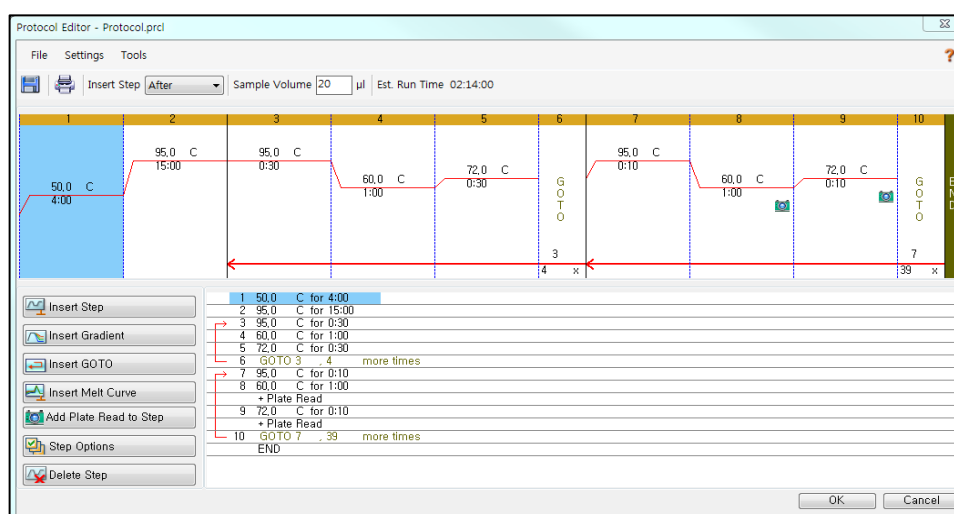 Protocol Editor - Protocol.prcl
File Settings Tools ?
Insert Step After Sample Volume 20 µl Est. Run Time 02:14:00
1 2 3 4 5 6 7 8 9 10
95,0 C 95,0 C 95,0 C
15:00 0:30 0:10
72,0 C 72,0 C
60,0 C 0:30 60,0 C 0:10
50,0 C 1:00 1:00
4:00
GOTO GOTO END
3 7
4 x 39 x
Insert Step
Insert Gradient
Insert GOTO
Insert Melt Curve
Add Plate Read to Step
Step Options
Delete Step
1 50,0 C for 4:00
2 95,0 C for 15:00
3 95,0 C for 0:30
4 60,0 C for 1:00
5 72,0 C for 0:30
6 GOTO 3 , 4 more times
7 95,0 C for 0:10
8 60,0 C for 1:00
+ Plate Read
9 72,0 C for 0:10
+ Plate Read
10 GOTO 7 , 39 more times
END
OK Cancel